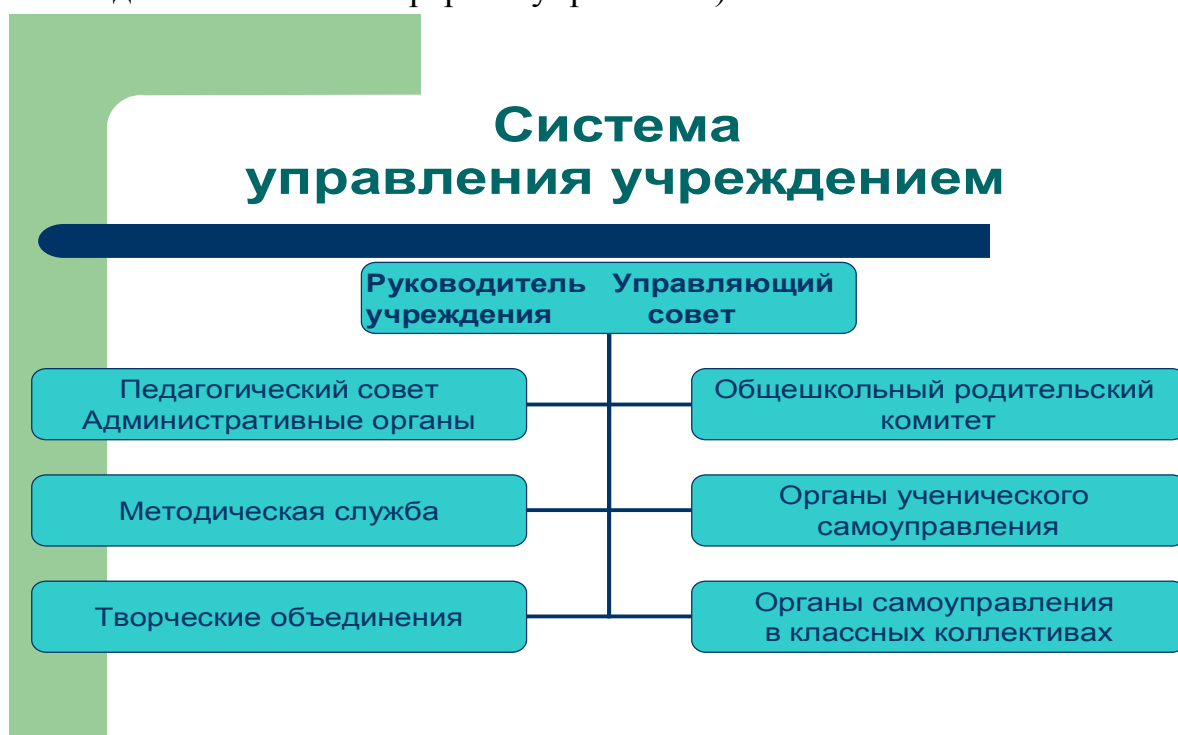 Система
управления учреждением
Руководитель Управляющий
учреждения совет
Педагогический совет
Административные органы
Общешкольный родительский
комитет
Методическая служба
Органы ученического
самоуправления
Творческие объединения
Органы самоуправления
в классных коллективах